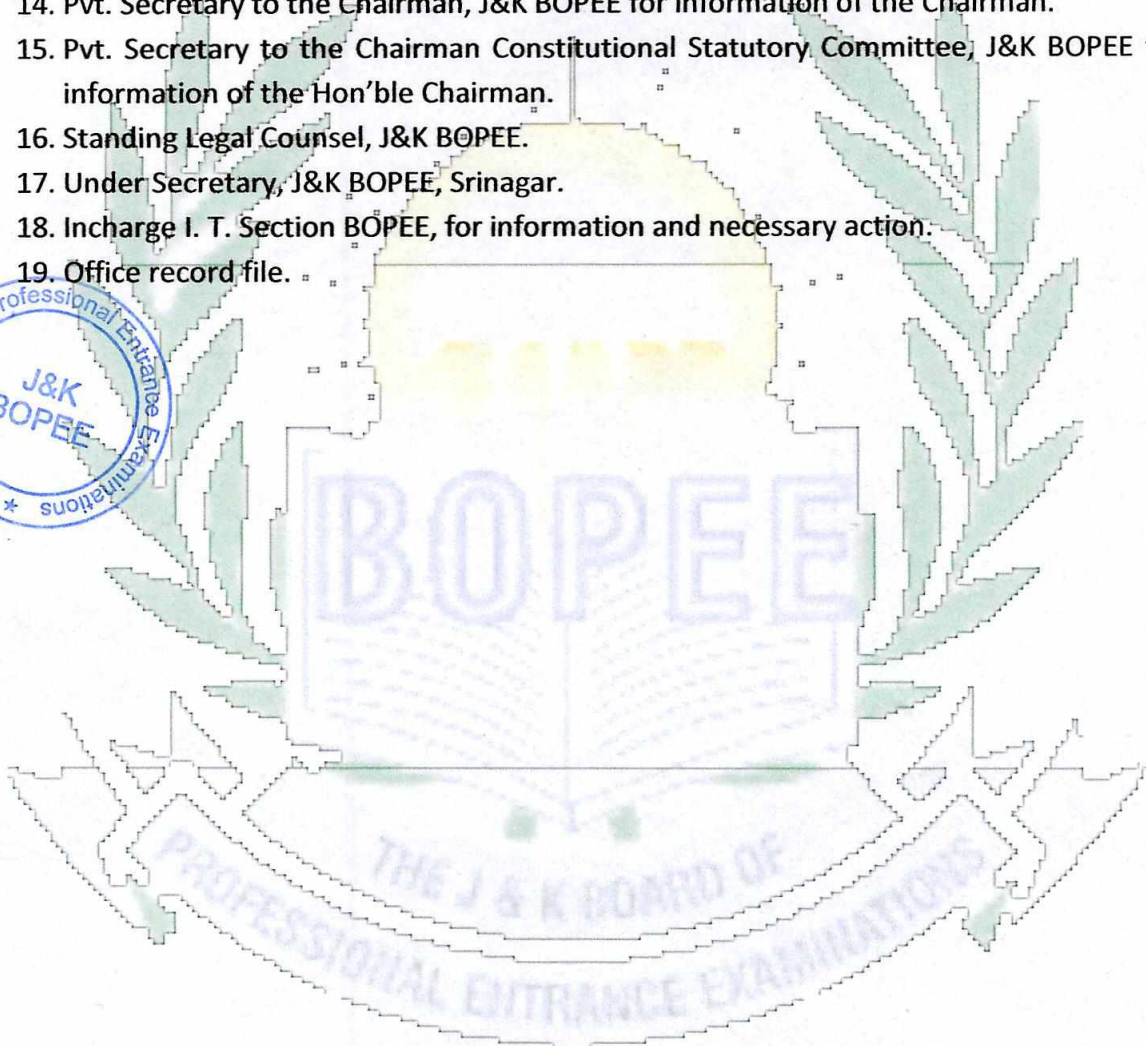 14. Pvt. Secretary to the Chairman, J&K BOPEE for information of the Chairman.
15. Pvt. Secretary to the Chairman Constitutional Statutory Committee, J&K BOPEE
information of the Hon'ble Chairman.
16. Standing Legal Counsel, J&K BOPEE.
17. Under Secretary, J&K BOPEE, Srinagar.
18. Incharge I. T. Section BOPEE, for information and necessary action.
19. Office record file.
rofessional Entrance Examinations *
J&K
BOPEE
BOPEE
THE J & K BOARD OF
PROFESSIONAL ENTRANCE EXAMINATIONS